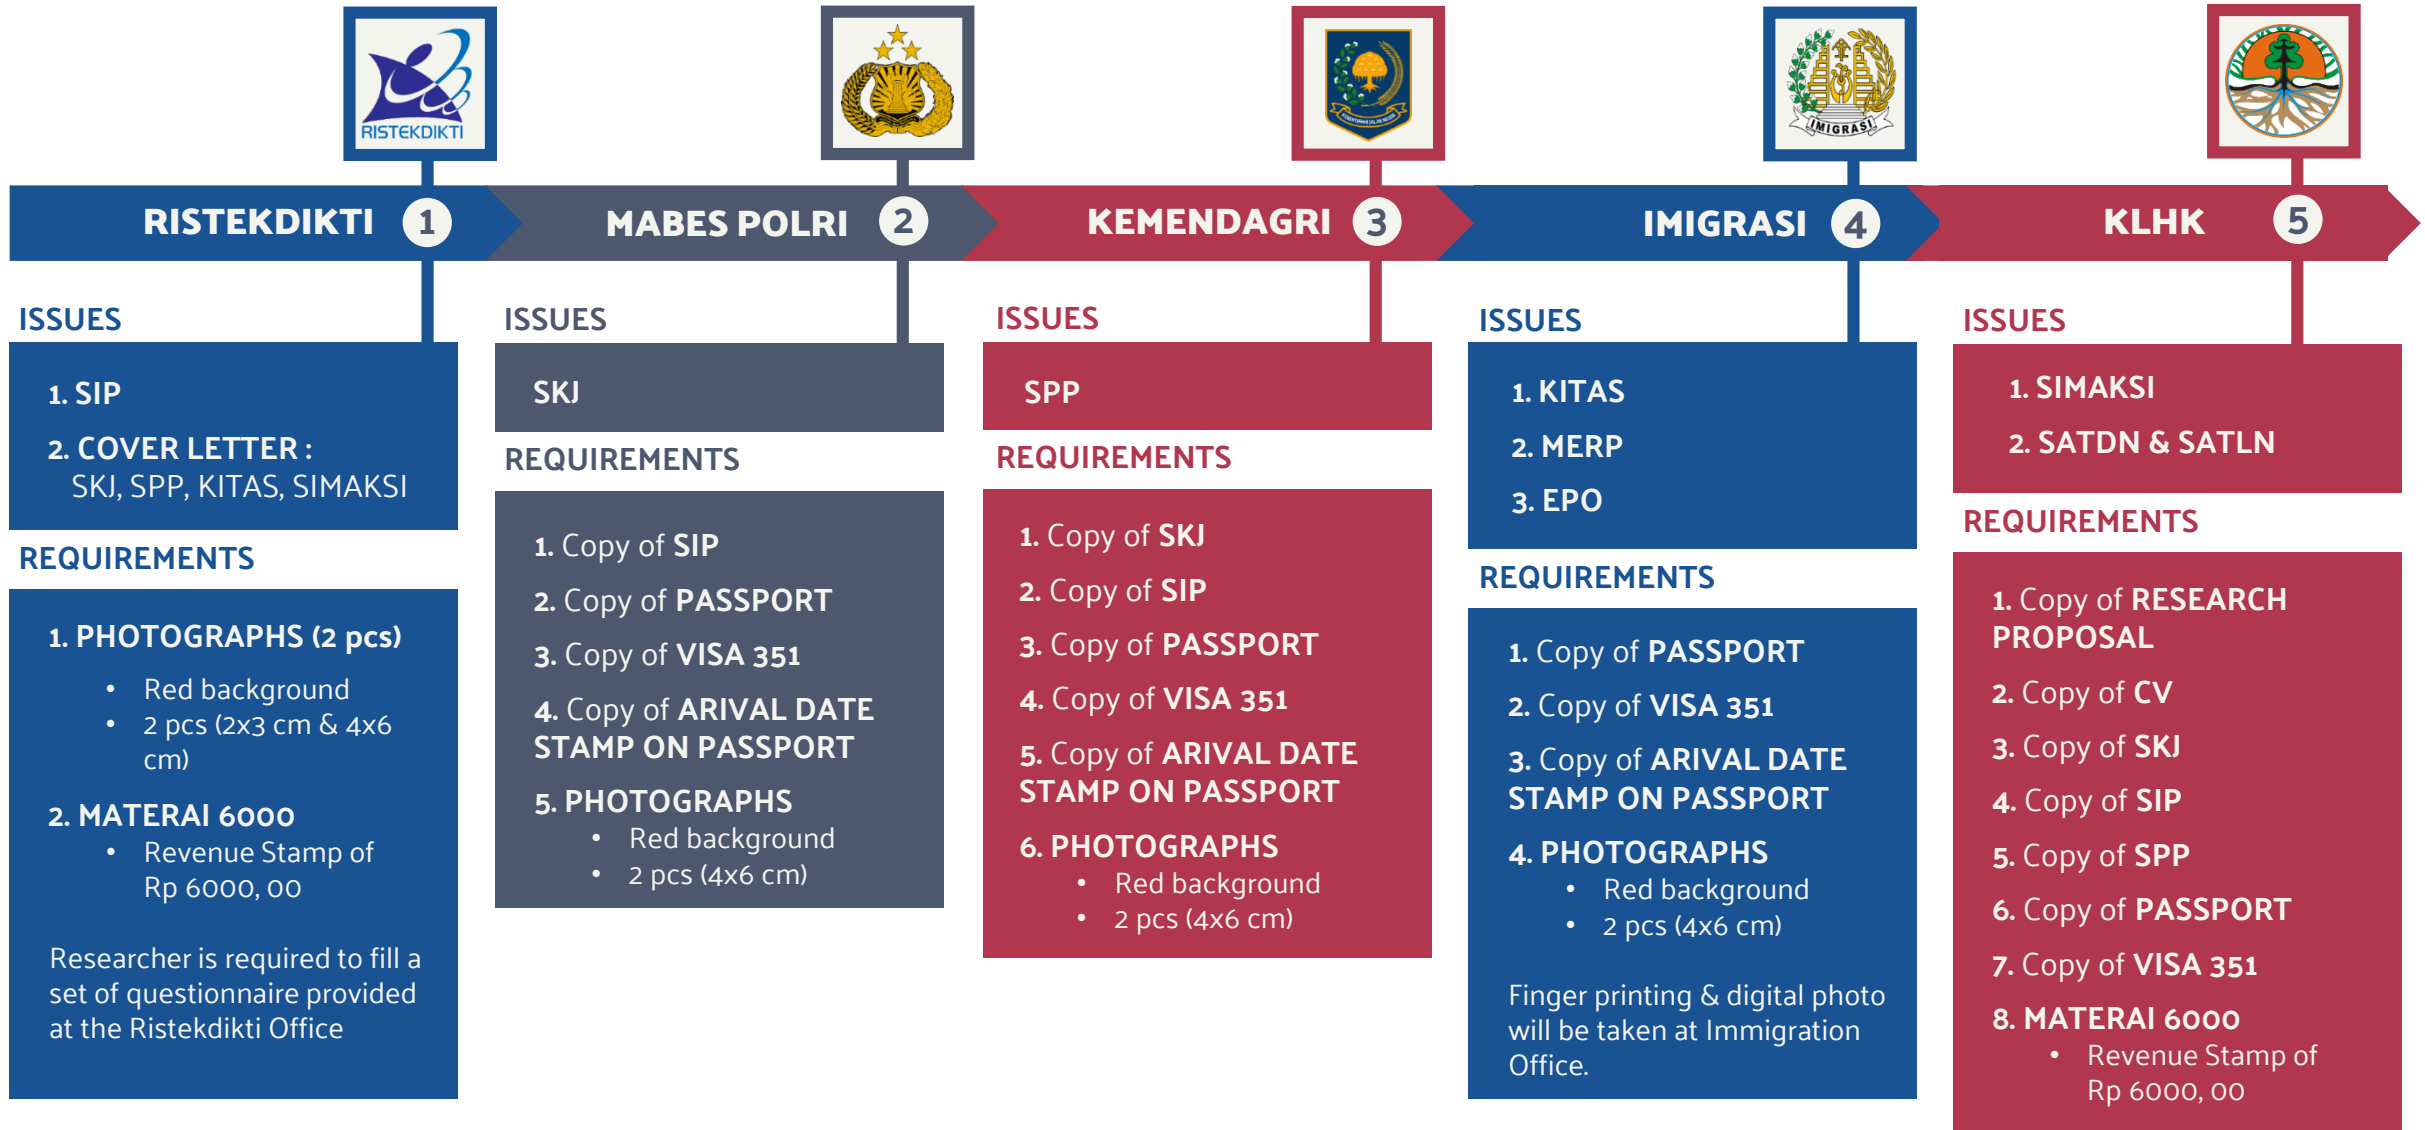 RISTEKDIKTI
IMIGRASI
RISTEKDIKTI 1
MABES POLRI 2
KEMENDAGRI 3
IMIGRASI 4
KLHK 5
ISSUES
1. SIP
2. COVER LETTER :
SKJ, SPP, KITAS, SIMAKSI
REQUIREMENTS
1. PHOTOGRAPHS (2 pcs)
• Red background
• 2 pcs (2x3 cm & 4x6
cm)
2. MATERAI 6000
• Revenue Stamp of
Rp 6000, 00
Researcher is required to fill a
set of questionnaire provided
at the Ristekdikti Office
ISSUES
SKJ
REQUIREMENTS
1. Copy of SIP
2. Copy of PASSPORT
3. Copy of VISA 351
4. Copy of ARIVAL DATE
STAMP ON PASSPORT
5. PHOTOGRAPHS
• Red background
• 2 pcs (4x6 cm)
ISSUES
SPP
REQUIREMENTS
1. Copy of SKJ
2. Copy of SIP
3. Copy of PASSPORT
4. Copy of VISA 351
5. Copy of ARIVAL DATE
STAMP ON PASSPORT
6. PHOTOGRAPHS
• Red background
• 2 pcs (4x6 cm)
ISSUES
1. KITAS
2. MERP
3. EPO
REQUIREMENTS
1. Copy of PASSPORT
2. Copy of VISA 351
3. Copy of ARIVAL DATE
STAMP ON PASSPORT
4. PHOTOGRAPHS
• Red background
• 2 pcs (4x6 cm)
Finger printing & digital photo
will be taken at Immigration
Office.
ISSUES
1. SIMAKSI
2. SATDN & SATLN
REQUIREMENTS
1. Copy of RESEARCH
PROPOSAL
2. Copy of CV
3. Copy of SKJ
4. Copy of SIP
5. Copy of SPP
6. Copy of PASSPORT
7. Copy of VISA 351
8. MATERAI 6000
• Revenue Stamp of
Rp 6000, 00